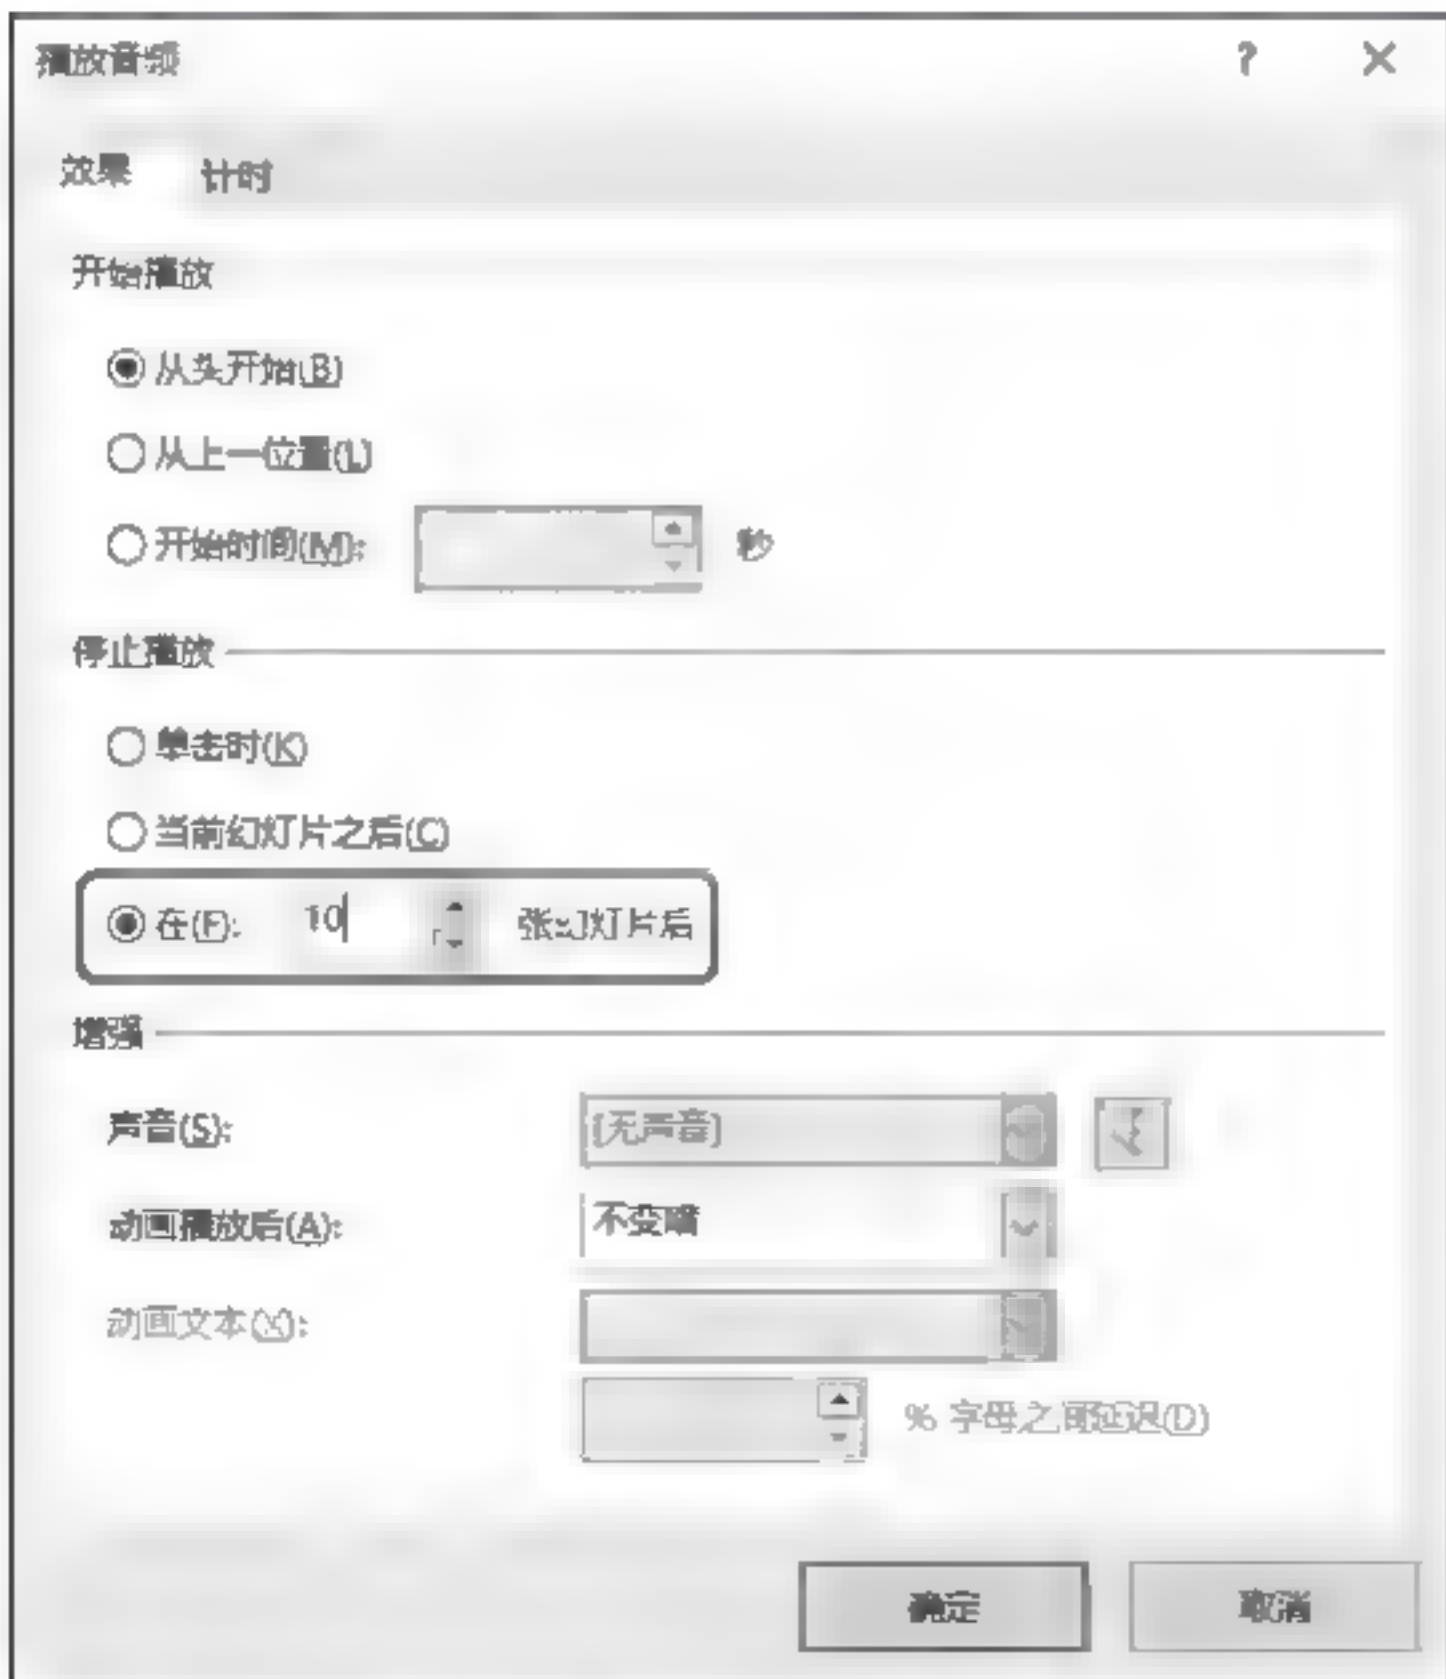 播放音频 ? ×
效果 计时
开始播放
从头开始(B)
从上一位置(L)
开始时间(M): 秒
停止播放
单击时(K)
当前幻灯片之后(C)
在(F): 10 张幻灯片后
增强
声音(S): [无声音]
动画播放后(A): 不变暗
动画文本(X):
% 字母之间延迟(D)
确定 取消